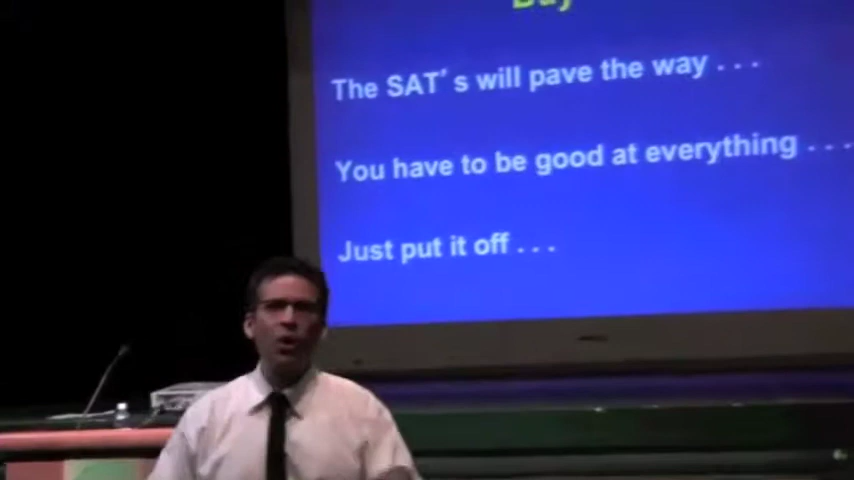 The SAT's will pave the way . . .
You have to be good at everything . . .
Just put it off . . .